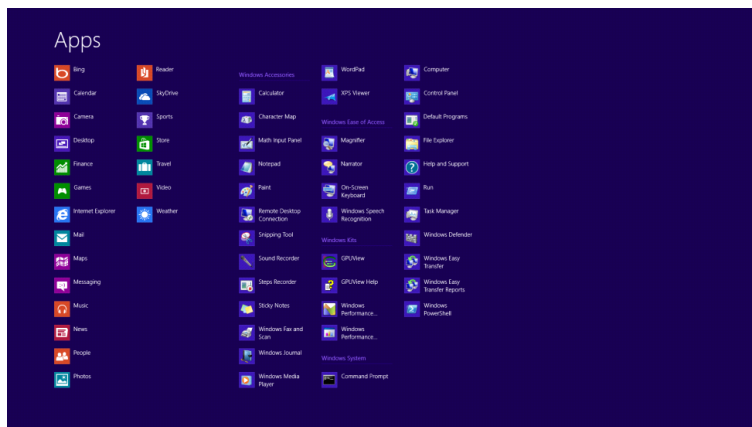 Apps
Bing
Calendar
Camera
Desktop
Finance
Games
Internet Explorer
Mail
Maps
Messaging
Music
News
People
Photos
Reader
SkyDrive
Sports
Store
Travel
Video
Weather
Windows Accessories
Calculator
Character Map
Math Input Panel
Notepad
Paint
Remote Desktop
Connection
Snipping Tool
Sound Recorder
Steps Recorder
Sticky Notes
Windows Fax and
Scan
Windows Journal
Windows Media
Player
WordPad
XPS Viewer
Windows Ease of Access
Magnifier
Narrator
On-Screen
Keyboard
Windows Speech
Recognition
Windows Kits
GPUView
GPUView Help
Windows
Performance...
Windows
Performance...
Windows System
Command Prompt
Computer
Control Panel
Default Programs
File Explorer
Help and Support
Run
Task Manager
Windows Defender
Windows Easy
Transfer
Windows Easy
Transfer Reports
Windows
PowerShell